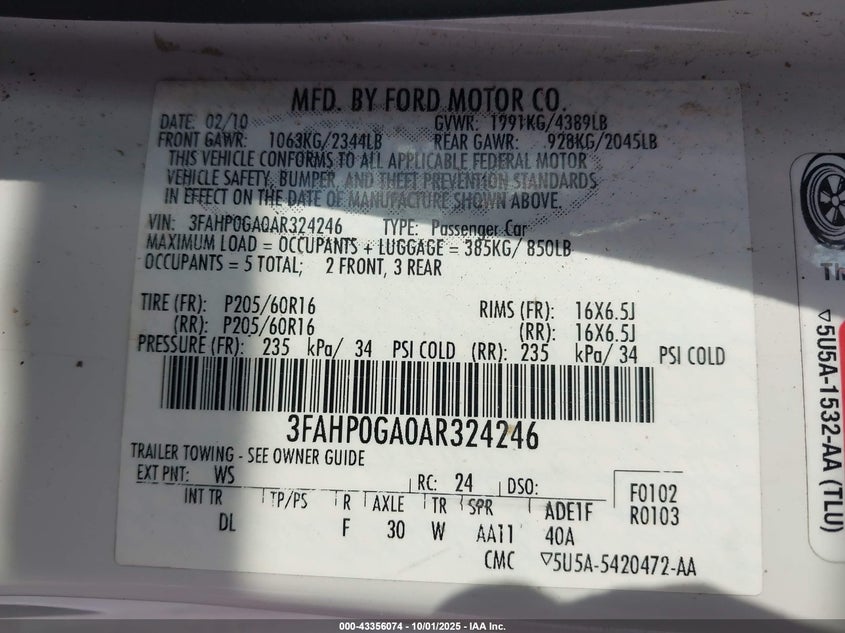 MFD. BY FORD MOTOR CO.
DATE: 02/10 GVWR: 1991KG/4389LB
FRONT GAWR: 1063KG/2344LB REAR GAWR: 928KG/2045LB
THIS VEHICLE CONFORMS TO ALL APPLICABLE FEDERAL MOTOR
VEHICLE SAFETY, BUMPER, AND THEFT PREVENTION STANDARDS
IN EFFECT ON THE DATE OF MANUFACTURE SHOWN ABOVE.
VIN: 3FAHP0GA0AR324246 TYPE: Passenger Car
MAXIMUM LOAD = OCCUPANTS + LUGGAGE = 385KG/ 850LB
OCCUPANTS = 5 TOTAL; 2 FRONT, 3 REAR
TIRE (FR): P205/60R16 RIMS (FR): 16X6.5J
(RR): P205/60R16 (RR): 16X6.5J
PRESSURE (FR): 235 kPa/ 34 PSI COLD (RR): 235 kPa/ 34 PSI COLD
3FAHP0GA0AR324246
TRAILER TOWING - SEE OWNER GUIDE
EXT PNT: WS RC: 24 DSO: F0102
INT TR TP/PS R AXLE TR SPR ADE1F R0103
DL F 30 W AA11 40A
CMC ▽5U5A-5420472-AA
TR
▽5U5A-1532-AA (TLU)
000-43356074 / 10/01/2025 - IAA Inc.